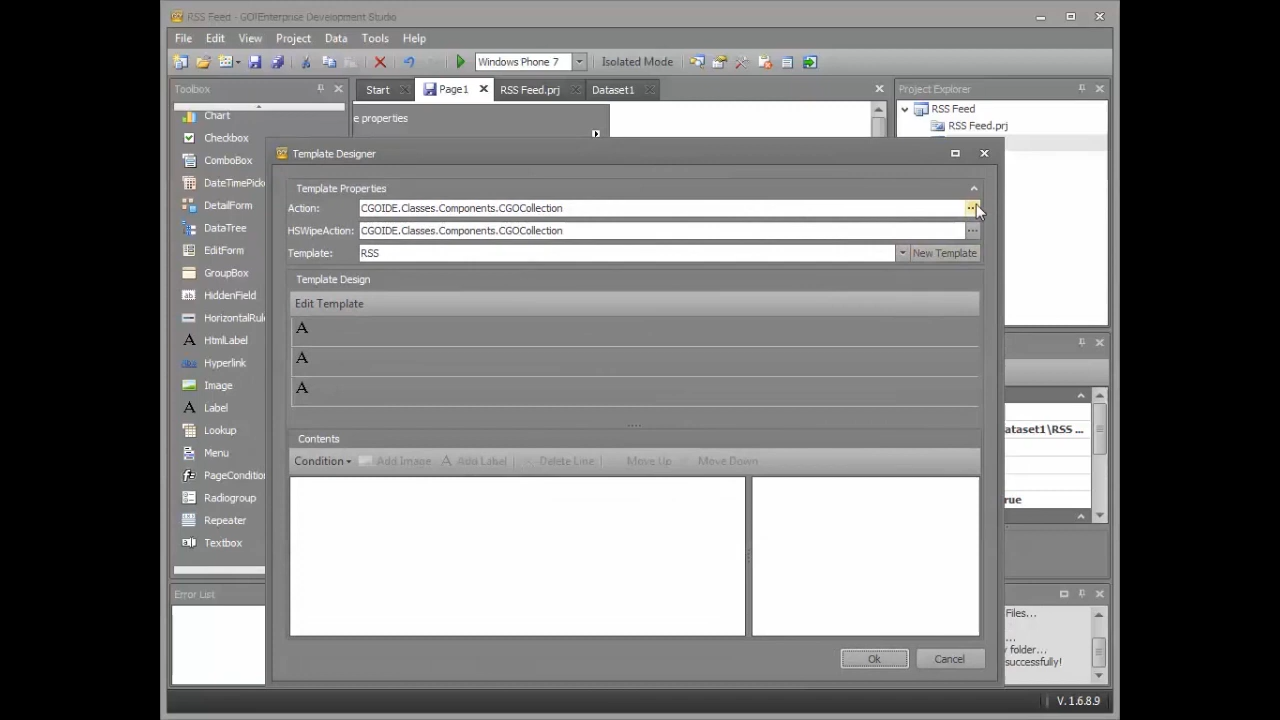 RSS Feed - GO!Enterprise Development Studio
File Edit View Project Data Tools Help
Windows Phone 7 Isolated Mode
Toolbox
Start Page1 RSS Feed.prj Dataset1
Project Explorer
e properties
RSS Feed
RSS Feed.prj
Chart
Checkbox
ComboBox
DateTimePick
DetailForm
DataTree
EditForm
GroupBox
HiddenField
HorizontalRule
HtmlLabel
Hyperlink
Image
Label
Lookup
Menu
PageConditio
Radiogroup
Repeater
Textbox
Template Designer
Template Properties
Action: CGOIDE.Classes.Components.CGOCollection ...
HSWipeAction: CGOIDE.Classes.Components.CGOCollection ...
Template: RSS New Template
Template Design
Edit Template
A
A
A
Contents
Condition Add Image A Add Label Delete Line Move Up Move Down
Ok Cancel
ataset1\RSS ...
rue
Error List
Files...
...
y folder...
successfully!
V. 1.6.8.9